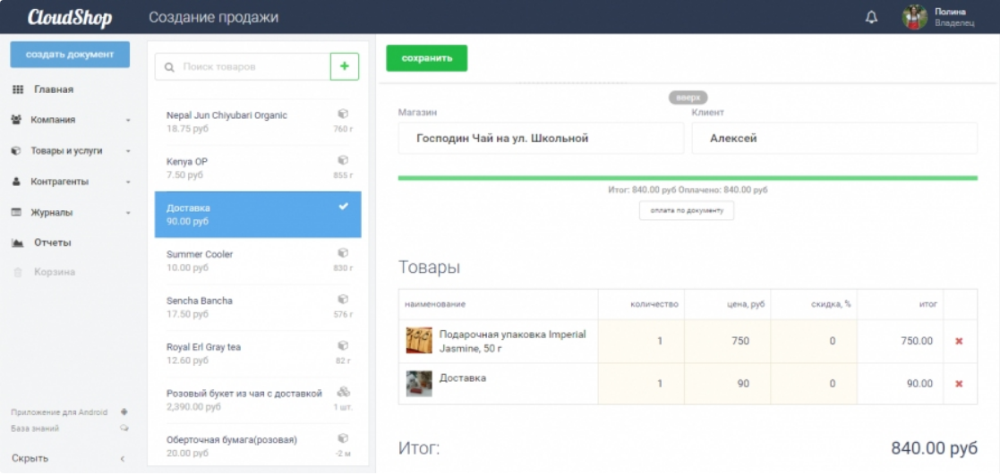 CloudShop
Создание продажи
Полина
Владелец
создать документ
Главная
Компания
Товары и услуги
Контрагенты
Журналы
Отчеты
Корзина
Приложение для Android
База знаний
Скрыть
Поиск товаров
+
Nepal Jun Chiyubari Organic
18.75 руб 760 г
Kenya OP
7.50 руб 855 г
Доставка
90.00 руб
Summer Cooler
10.00 руб 830 г
Sencha Bancha
17.50 руб 576 г
Royal Erl Gray tea
12.60 руб 82 г
Розовый букет из чая с доставкой
2,390.00 руб 1 шт.
Оберточная бумага(розовая)
20.00 руб -2 м
сохранить
вверх
Магазин Клиент
Господин Чай на ул. Школьной Алексей
Итог: 840.00 руб Оплачено: 840.00 руб
оплата по документу
Товары
наименование количество цена, руб скидка, % итог
Подарочная упаковка Imperial
Jasmine, 50 г 1 750 0 750.00
Доставка 1 90 0 90.00
Итог: 840.00 руб